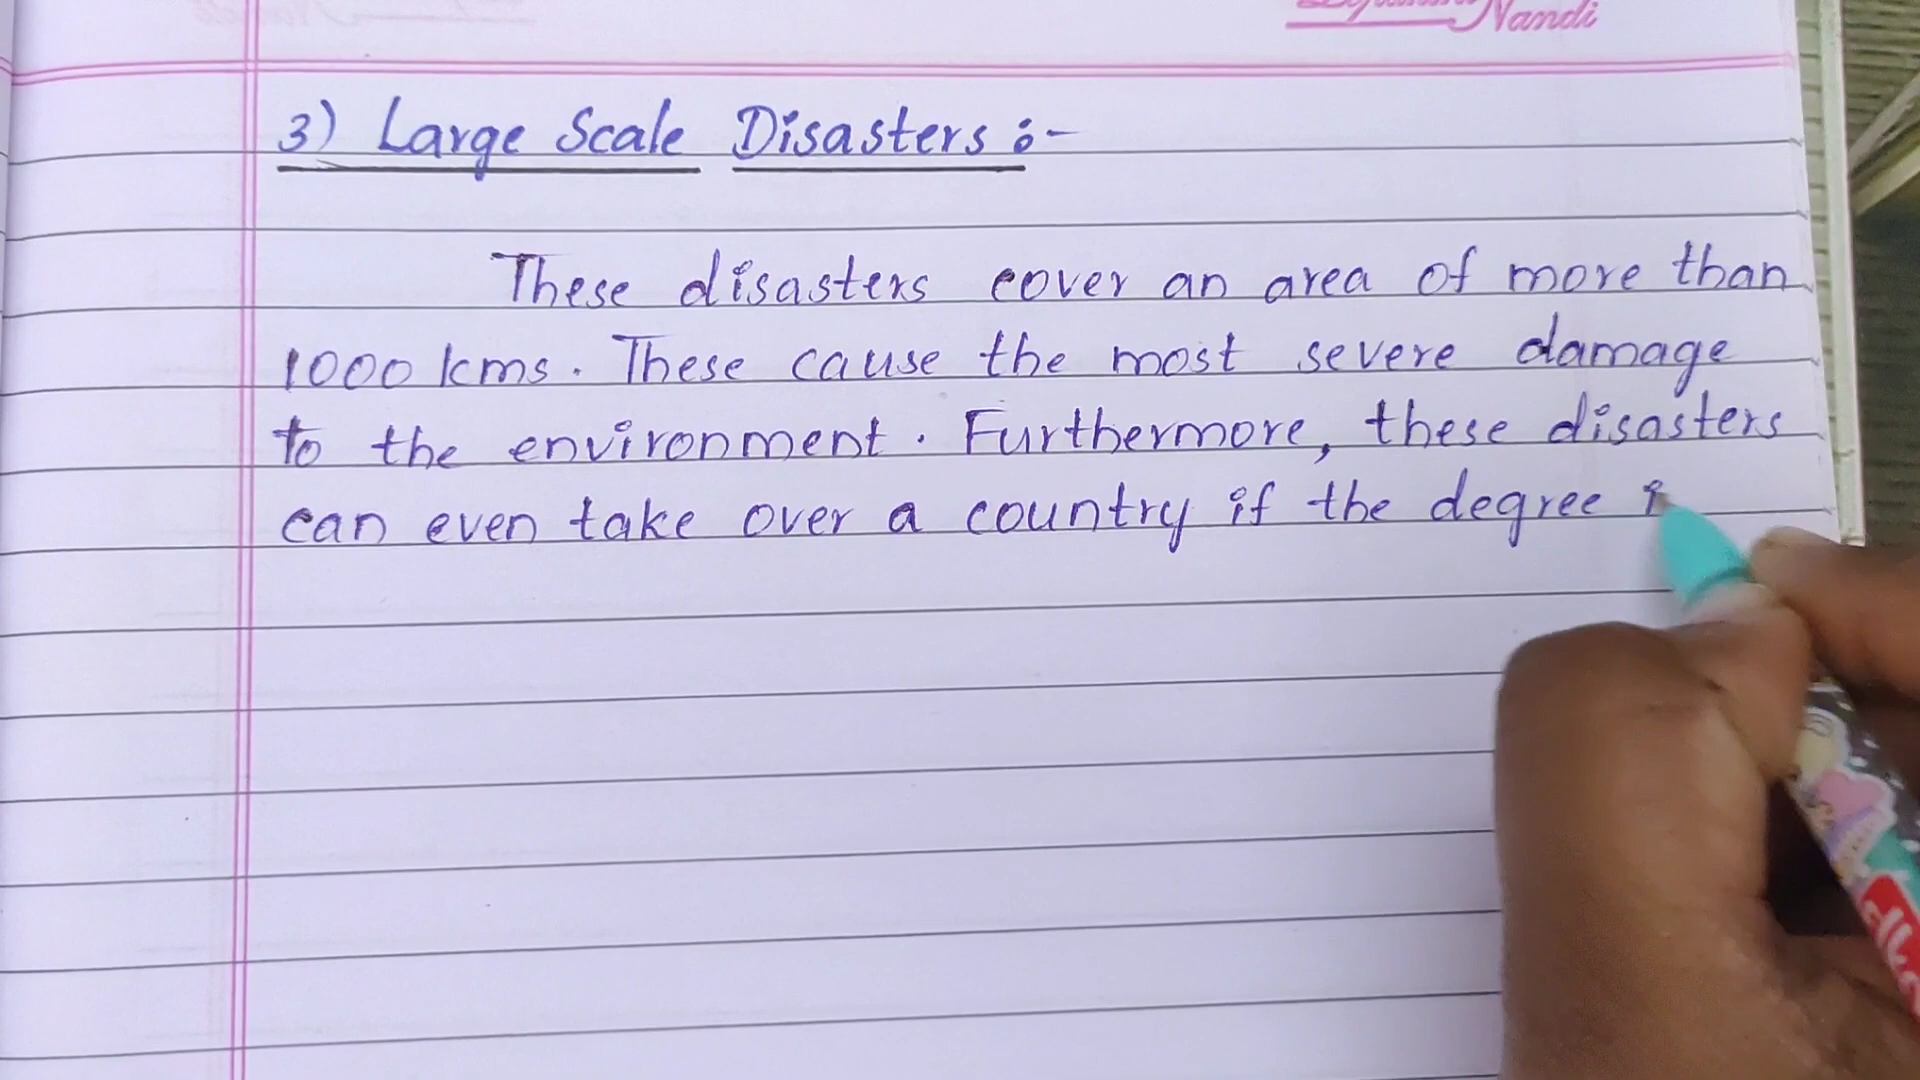 Nandi
3) Large Scale Disasters :-
These disasters cover an area of more than
1000 kms. These cause the most severe damage
to the environment. Furthermore, these disasters
can even take over a country if the degree i